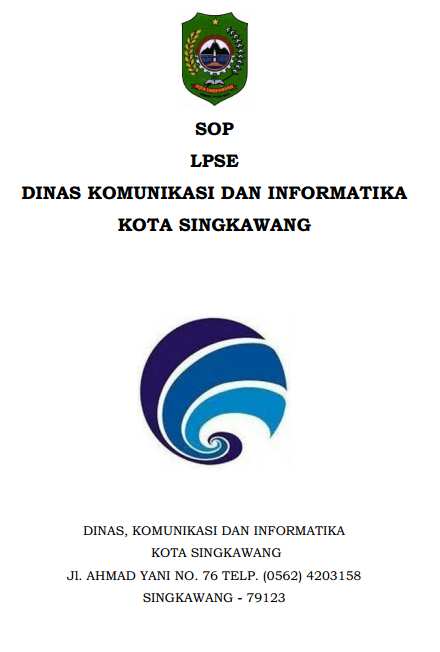 SOP
LPSE
DINAS KOMUNIKASI DAN INFORMATIKA
KOTA SINGKAWANG
DINAS, KOMUNIKASI DAN INFORMATIKA
KOTA SINGKAWANG
Jl. AHMAD YANI NO. 76 TELP. (0562) 4203158
SINGKAWANG - 79123